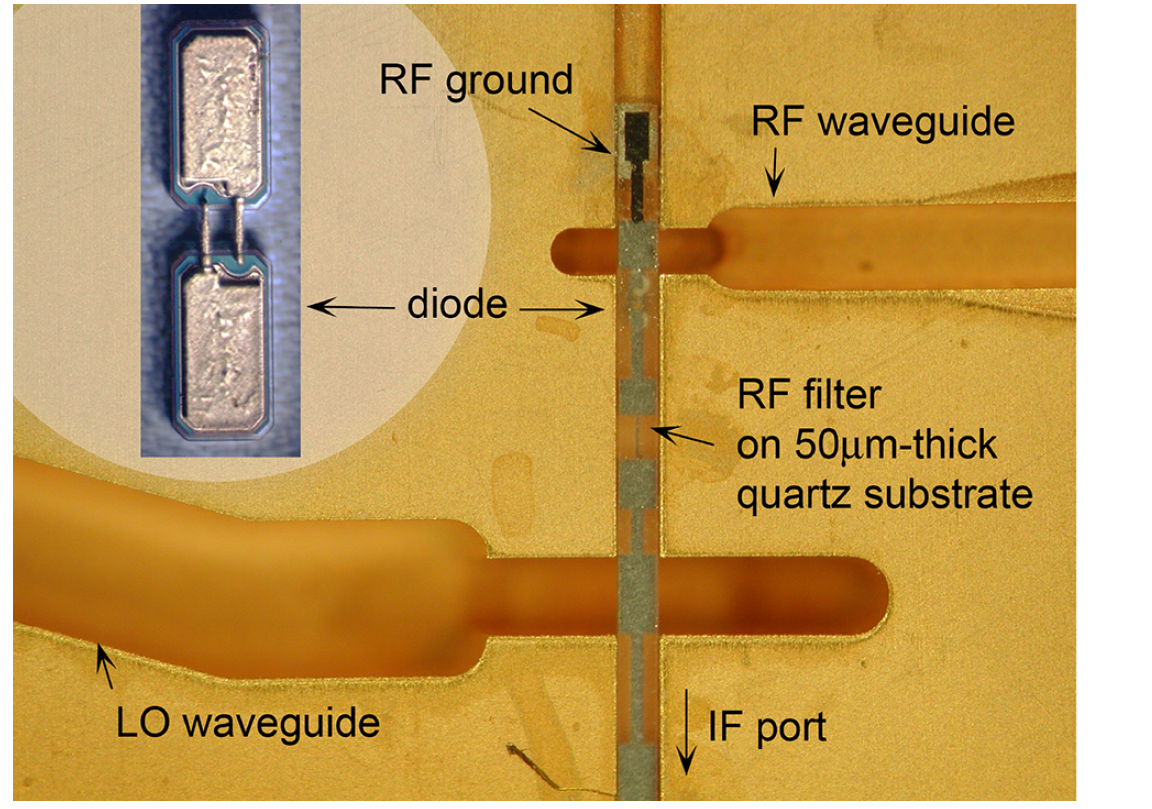 RF ground
RF waveguide
diode
RF filter
on 50μm-thick
quartz substrate
LO waveguide
IF port